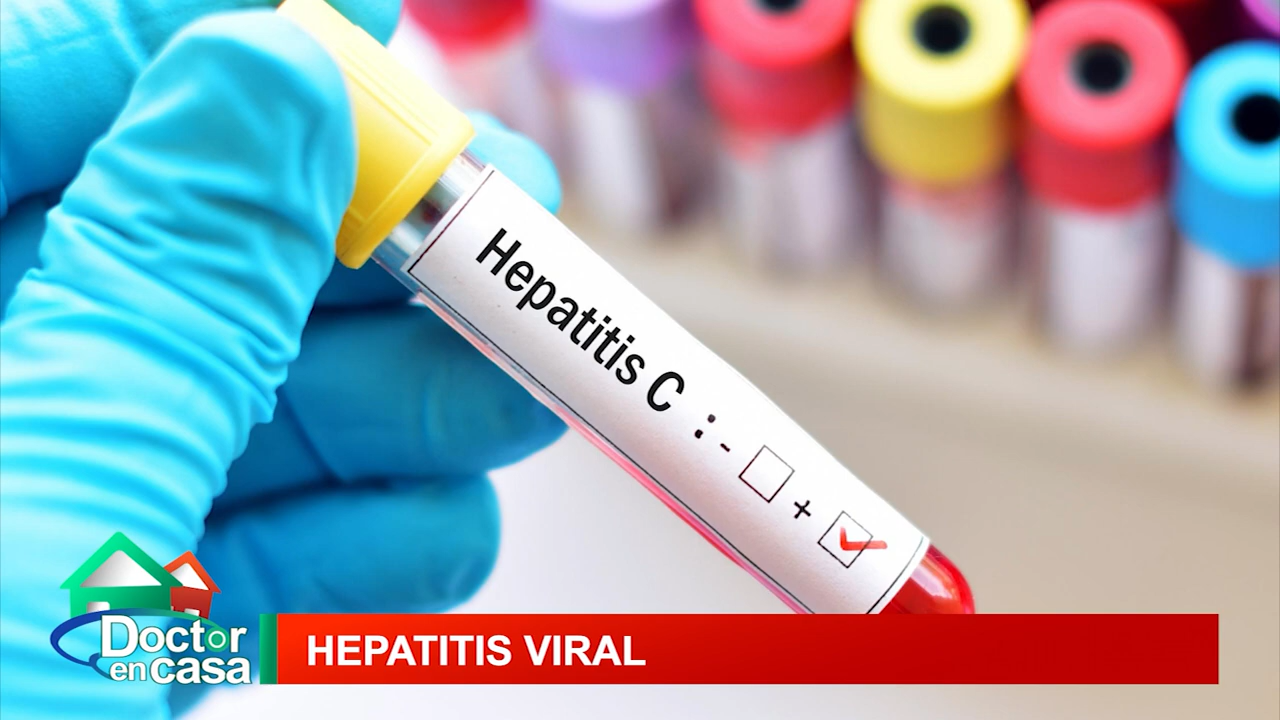 Hepatitis C : - ☐ + ☑
Doctor
en casa
HEPATITIS VIRAL